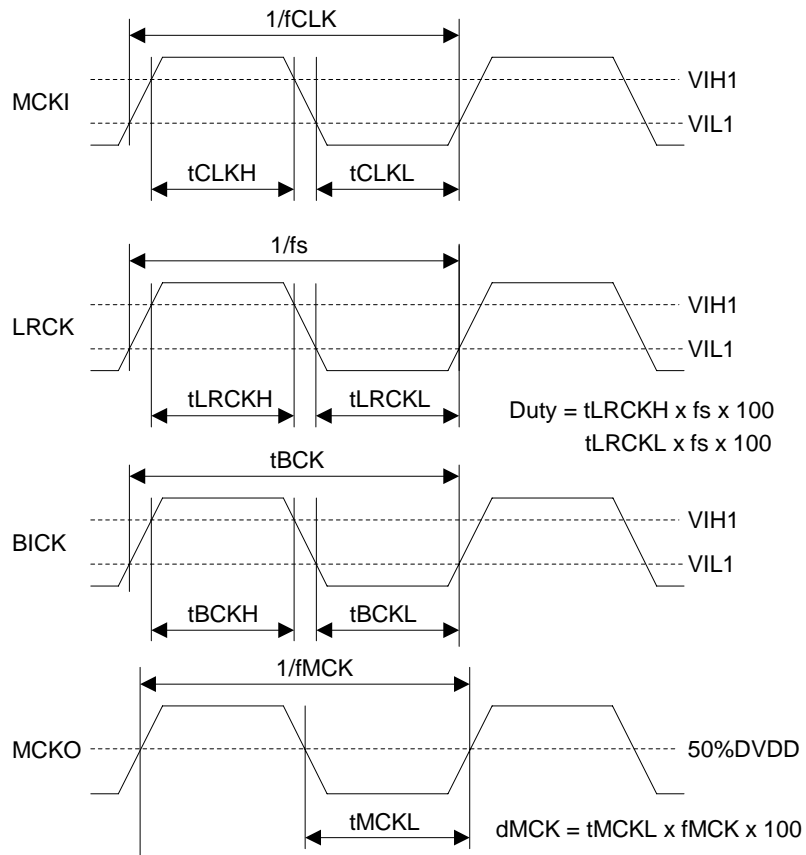 1/fCLK
VIH1
MCKI
VIL1
tCLKH
tCLKL
1/fs
VIH1
LRCK
VIL1
tLRCKH
tLRCKL
Duty = tLRCKH x fs x 100
tLRCKL x fs x 100
tBCK
VIH1
BICK
VIL1
tBCKH
tBCKL
1/fMCK
MCKO
50%DVDD
tMCKL
dMCK = tMCKL x fMCK x 100